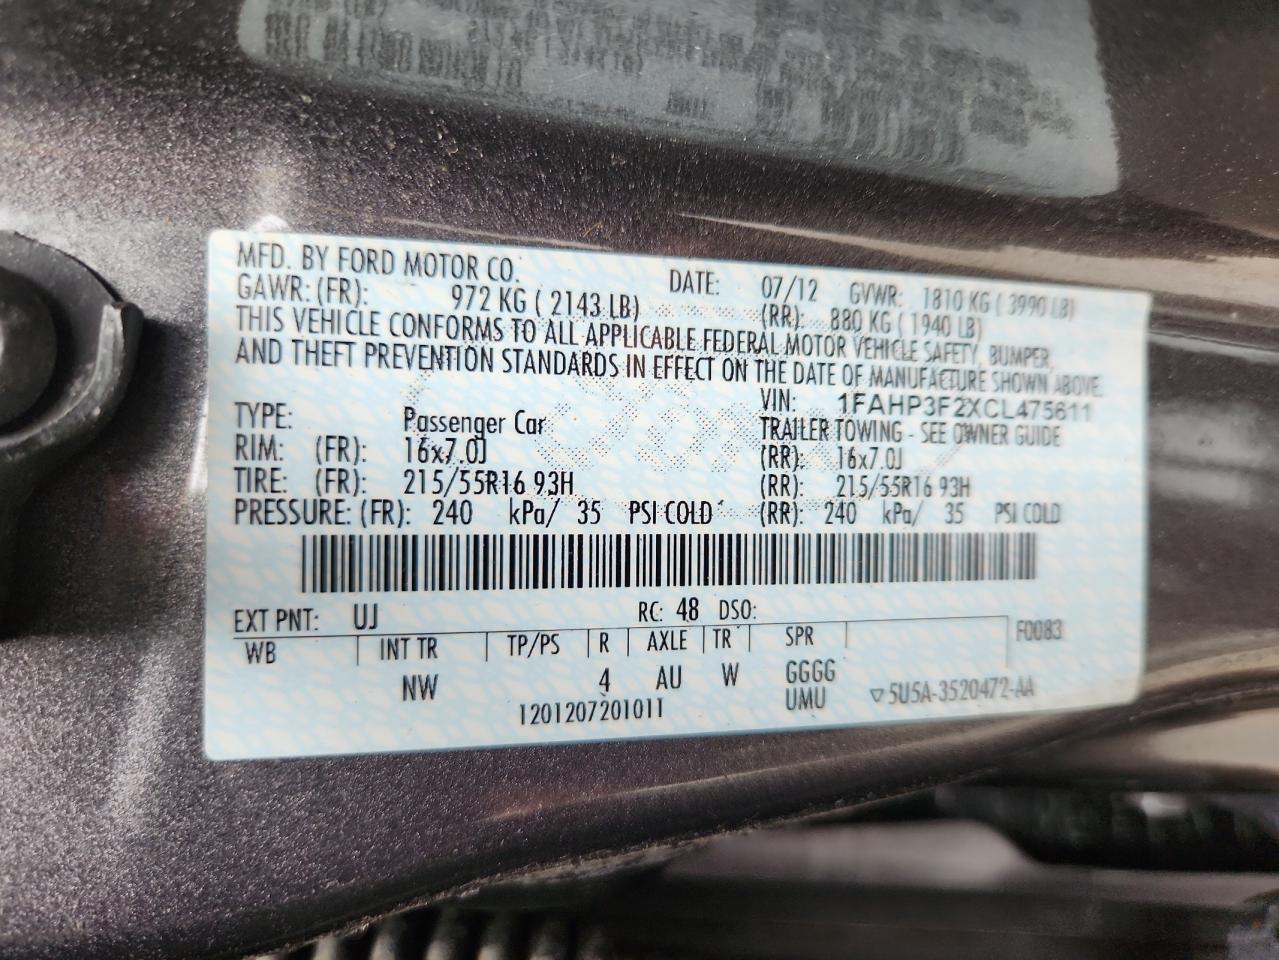 MFD. BY FORD MOTOR CO. DATE: 07/12 GVWR: 1810 KG ( 3990 LB)
GAWR: (FR): 972 KG ( 2143 LB) (RR): 880 KG ( 1940 LB)
THIS VEHICLE CONFORMS TO ALL APPLICABLE FEDERAL MOTOR VEHICLE SAFETY, BUMPER,
AND THEFT PREVENTION STANDARDS IN EFFECT ON THE DATE OF MANUFACTURE SHOWN ABOVE.
VIN: 1FAHP3F2XCL475611
TYPE: Passenger Car TRAILER TOWING - SEE OWNER GUIDE
RIM: (FR): 16x7.0J (RR): 16x7.0J
TIRE: (FR): 215/55R16 93H (RR): 215/55R16 93H
PRESSURE: (FR): 240 kPa/ 35 PSI COLD (RR): 240 kPa/ 35 PSI COLD
EXT PNT: UJ RC: 48 DSO:
WB INT TR TP/PS R AXLE TR SPR F0083
NW 4 AU W GGGG
1201207201011 UMU ▽5U5A-3520472-AA